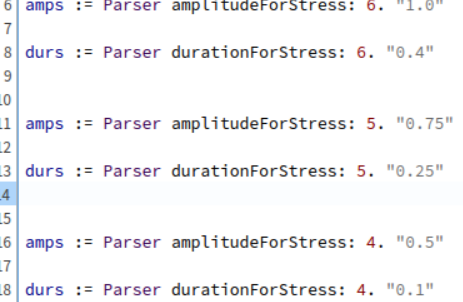 6 amps := Parser amplitudeForStress: 6. "1.0"
7
8 durs := Parser durationForStress: 6. "0.4"
9
10
11 amps := Parser amplitudeForStress: 5. "0.75"
12
13 durs := Parser durationForStress: 5. "0.25"
14
15
16 amps := Parser amplitudeForStress: 4. "0.5"
17
18 durs := Parser durationForStress: 4. "0.1"